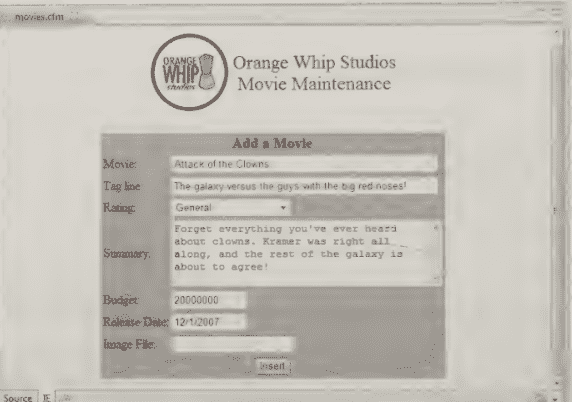 movies.cfm
ORANGE
WHIP
STUDIOS
Orange Whip Studios
Movie Maintenance
Add a Movie
Movie: Attack of the Clowns
Tag line The galaxy versus the guys with the big red noses!
Rating: General
Summary: Forget everything you've ever heard
about clowns. Kramer was right all
along, and the rest of the galaxy is
about to agree!
Budget 20000000
Release Date: 12/1/2007
Image File:
Insert
Source IE